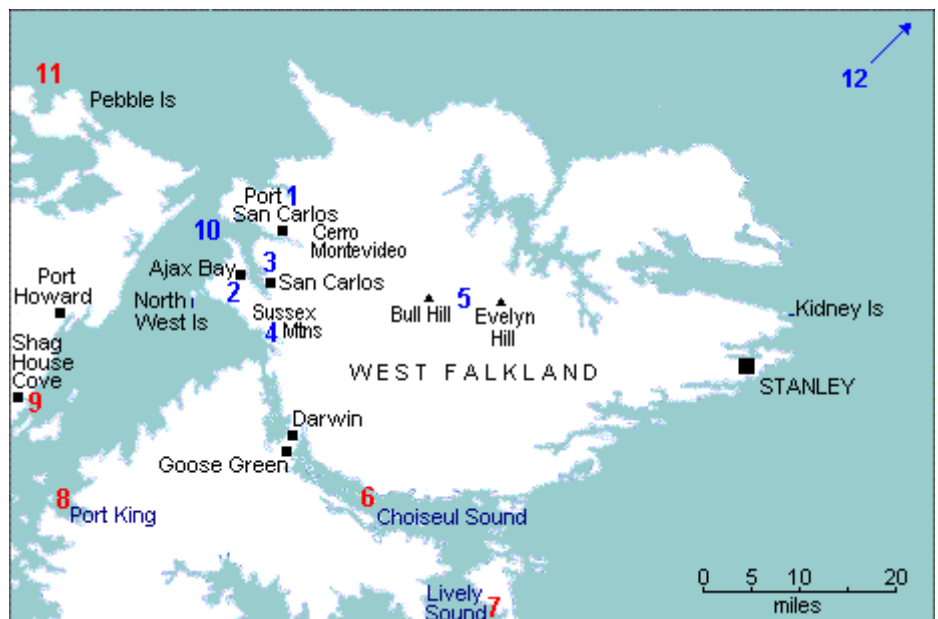 11
Pebble Is
12
Port 1
San Carlos
10
Cerro
Montevideo
3
Ajax Bay
San Carlos
2
Port
Howard
North
West Is
Sussex
4 Mtns
Bull Hill
5
Evelyn
Hill
Kidney Is
Shag
House
Cove
9
WEST FALKLAND
STANLEY
Darwin
Goose Green
8
Port King
6
Choiseul Sound
Lively
Sound
7
0 5 10 20
miles